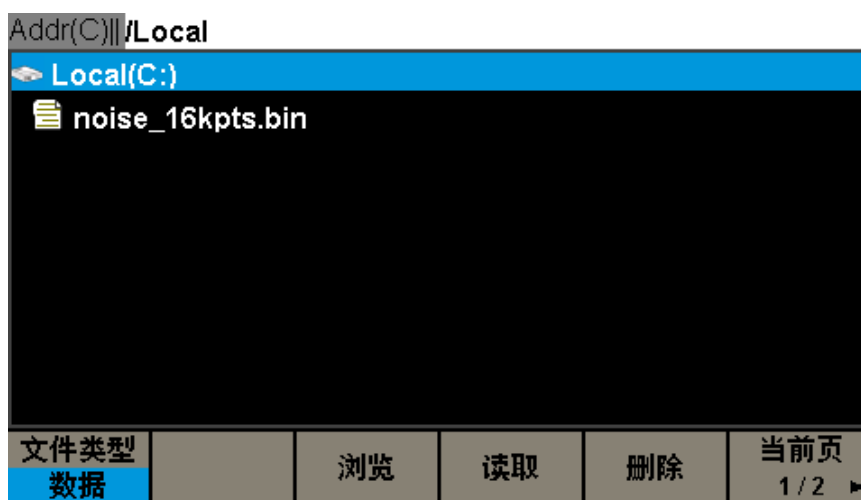 Addr(C)|| /Local
Local(C:)
noise_16kpts.bin
文件类型
数据
浏览
读取
删除
当前页
1 / 2